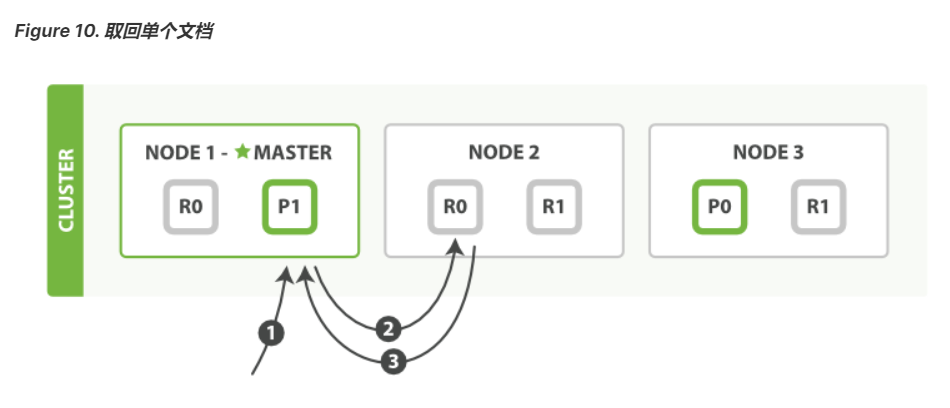 Figure 10. 取回单个文档
CLUSTER
NODE 1 - ★ MASTER
R0
P1
NODE 2
R0
R1
NODE 3
P0
R1
1
2
3